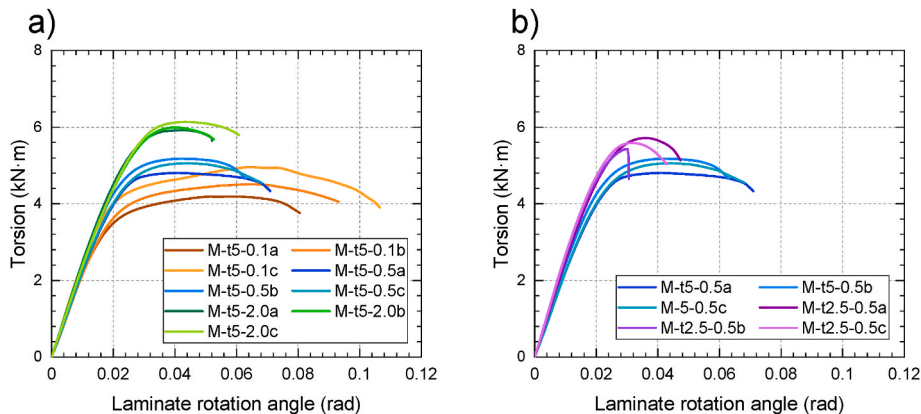 a)
8
6
4
2
0
Torsion (kN·m)
M-t5-0.1a M-t5-0.1b
M-t5-0.1c M-t5-0.5a
M-t5-0.5b M-t5-0.5c
M-t5-2.0a M-t5-2.0b
M-t5-2.0c
0 0.02 0.04 0.06 0.08 0.1 0.12
Laminate rotation angle (rad)
b)
8
6
4
2
0
Torsion (kN·m)
M-t5-0.5a M-t5-0.5b
M-5-0.5c M-t2.5-0.5a
M-t2.5-0.5b M-t2.5-0.5c
0 0.02 0.04 0.06 0.08 0.1 0.12
Laminate rotation angle (rad)